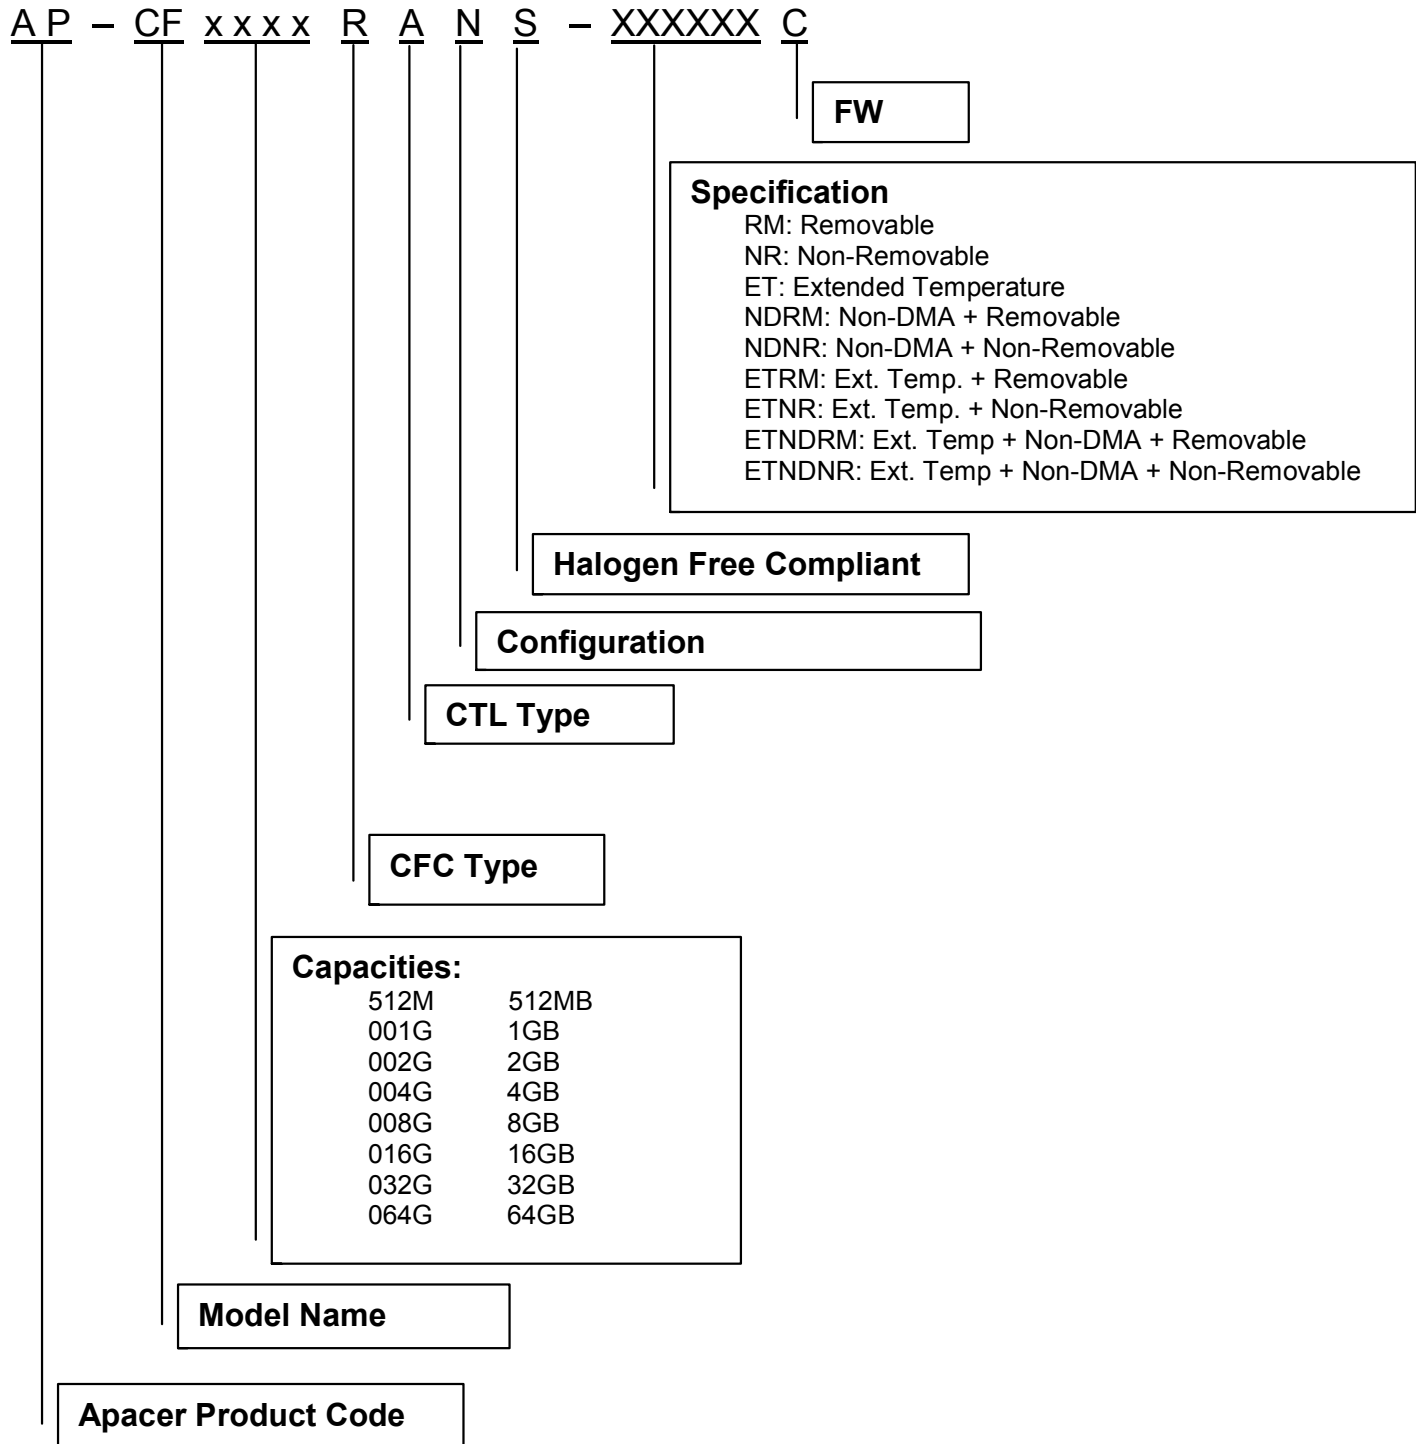 A P – CF x x x x R A N S – XXXXXX C
FW
Specification
RM: Removable
NR: Non-Removable
ET: Extended Temperature
NDRM: Non-DMA + Removable
NDNR: Non-DMA + Non-Removable
ETRM: Ext. Temp. + Removable
ETNR: Ext. Temp. + Non-Removable
ETNDRM: Ext. Temp + Non-DMA + Removable
ETNDNR: Ext. Temp + Non-DMA + Non-Removable
Halogen Free Compliant
Configuration
CTL Type
CFC Type
Capacities:
512M 512MB
001G 1GB
002G 2GB
004G 4GB
008G 8GB
016G 16GB
032G 32GB
064G 64GB
Model Name
Apacer Product Code